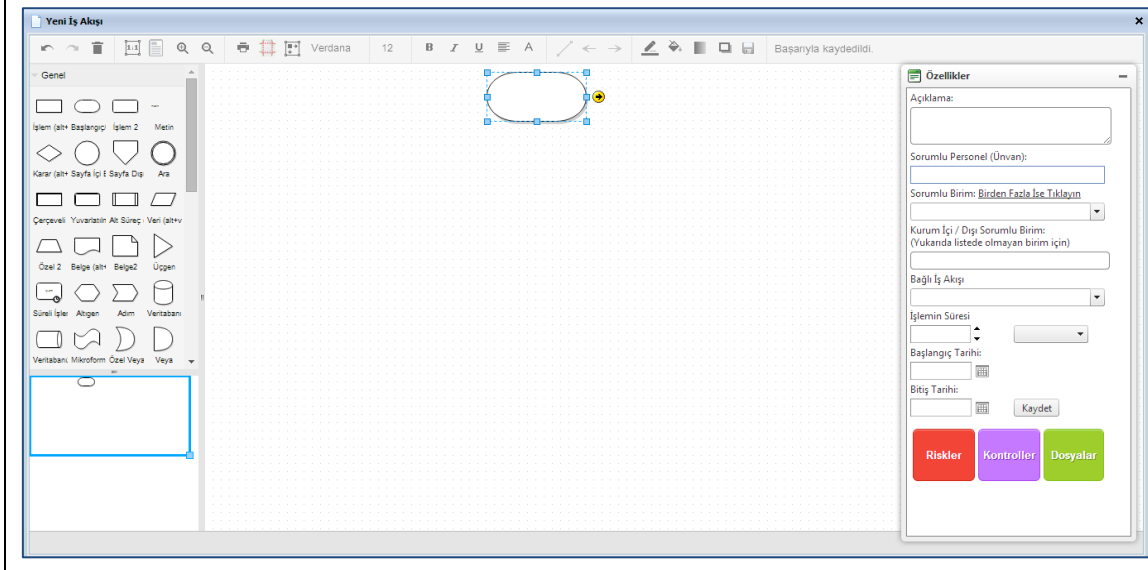 Yeni İş Akışı
Verdana 12 B I U A Başarıyla kaydedildi.
Genel
İşlem (alt+ Başlangıç/ İşlem 2 Metin
Karar (alt+ Sayfa İçi E Sayfa Dış Ara
Çerçeveli Yuvarlatılm Alt Süreç Veri (alt+v
Özel 2 Belge (alt+ Belge2 Üçgen
Süreli İşler Altıgen Adım Veritabanı
Veritabanı Mikroform Özel Veya Veya
Özellikler
Açıklama:
Sorumlu Personel (Ünvan):
Sorumlu Birim: Birden Fazla İse Tıklayın
Kurum İçi / Dışı Sorumlu Birim:
(Yukarıda listede olmayan birim için)
Bağlı İş Akışı
İşlemin Süresi
Başlangıç Tarihi:
Bitiş Tarihi:
Kaydet
Riskler Kontroller Dosyalar